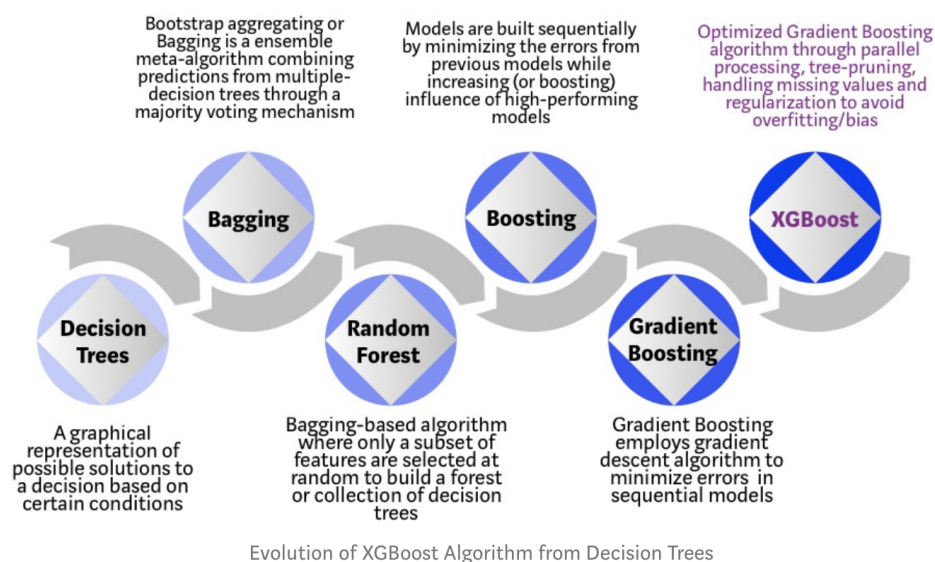 Bootstrap aggregating or
Bagging is a ensemble
meta-algorithm combining
predictions from multiple-
decision trees through a
majority voting mechanism
Models are built sequentially
by minimizing the errors from
previous models while
increasing (or boosting)
influence of high-performing
models
Optimized Gradient Boosting
algorithm through parallel
processing, tree-pruning,
handling missing values and
regularization to avoid
overfitting/bias
Bagging
Boosting
XGBoost
Decision
Trees
Random
Forest
Gradient
Boosting
A graphical
representation of
possible solutions to
a decision based on
certain conditions
Bagging-based algorithm
where only a subset of
features are selected at
random to build a forest
or collection of decision
trees
Gradient Boosting
employs gradient
descent algorithm to
minimize errors in
sequential models
Evolution of XGBoost Algorithm from Decision Trees